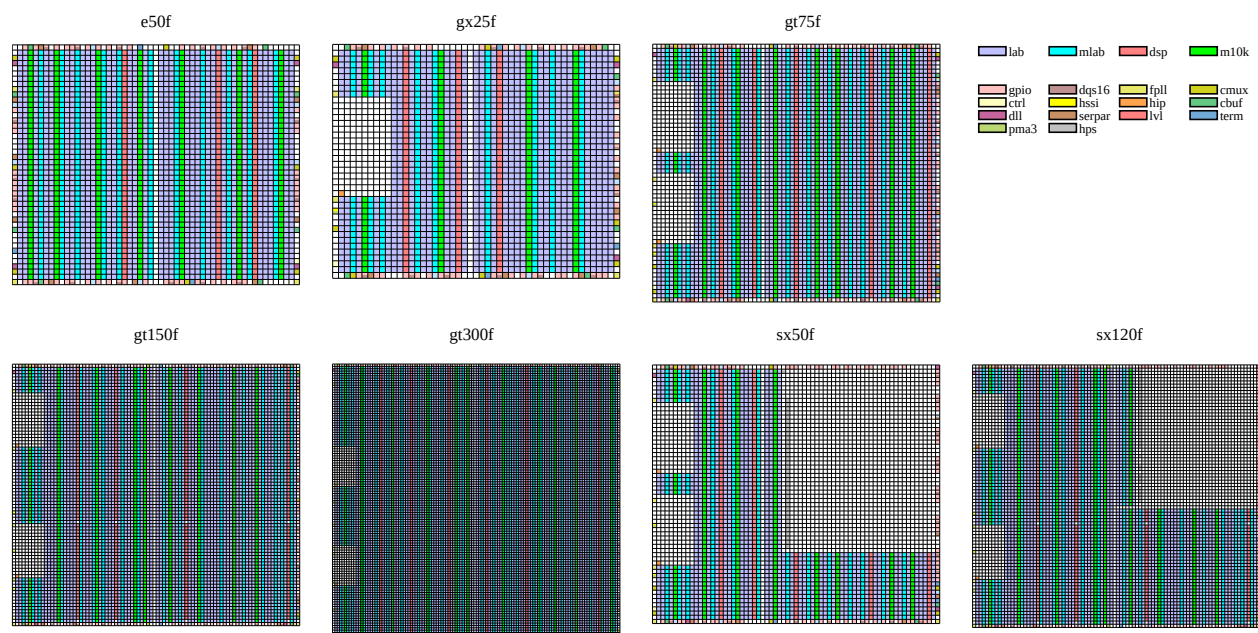 e50f
gx25f
gt75f
lab mlab dsp m10k
gpio dqs16 fpll cmux
ctrl hssi hip cbuf
dll serpar lvl term
pma3 hps
gt150f
gt300f
sx50f
sx120f